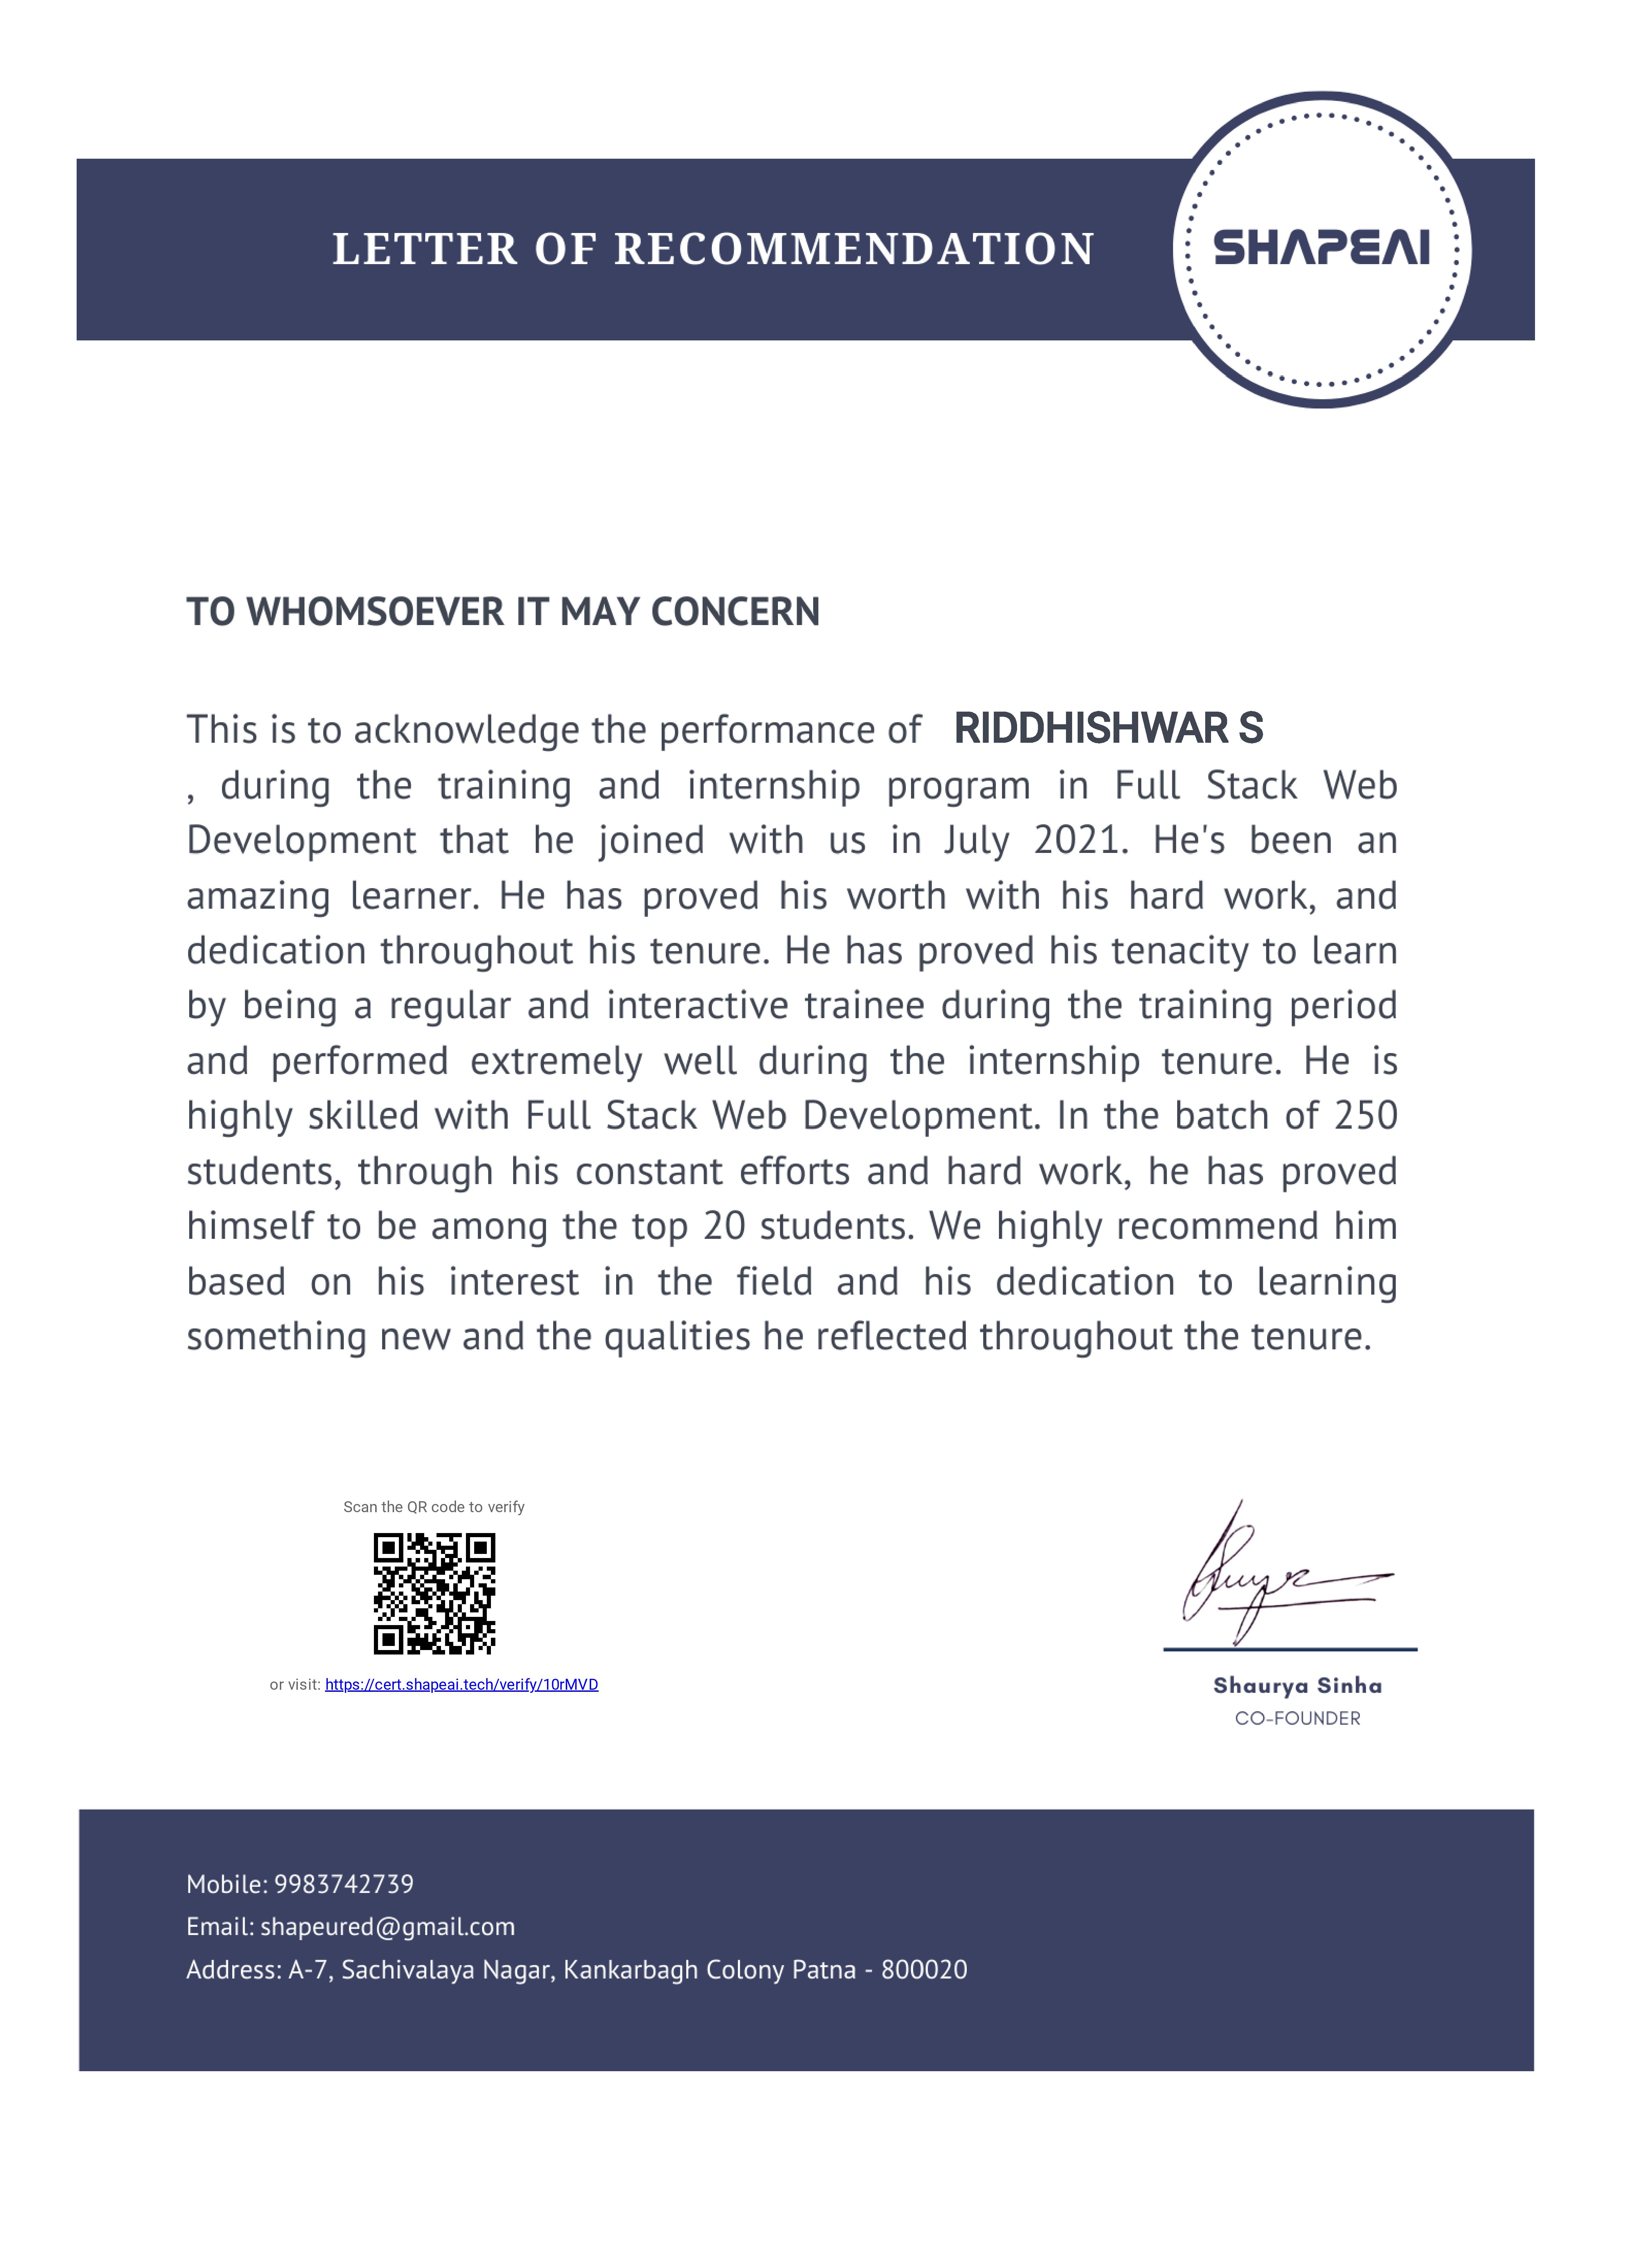 LETTER OF RECOMMENDATION
SHAPEAI
TO WHOMSOEVER IT MAY CONCERN
This is to acknowledge the performance of RIDDHISHWAR S
, during the training and internship program in Full Stack Web
Development that he joined with us in July 2021. He's been an
amazing learner. He has proved his worth with his hard work, and
dedication throughout his tenure. He has proved his tenacity to learn
by being a regular and interactive trainee during the training period
and performed extremely well during the internship tenure. He is
highly skilled with Full Stack Web Development. In the batch of 250
students, through his constant efforts and hard work, he has proved
himself to be among the top 20 students. We highly recommend him
based on his interest in the field and his dedication to learning
something new and the qualities he reflected throughout the tenure.
Scan the QR code to verify
or visit: https://cert.shapeai.tech/verify/10rMVD
Shaurya Sinha
CO-FOUNDER
Mobile: 9983742739
Email: shapeured@gmail.com
Address: A-7, Sachivalaya Nagar, Kankarbagh Colony Patna - 800020